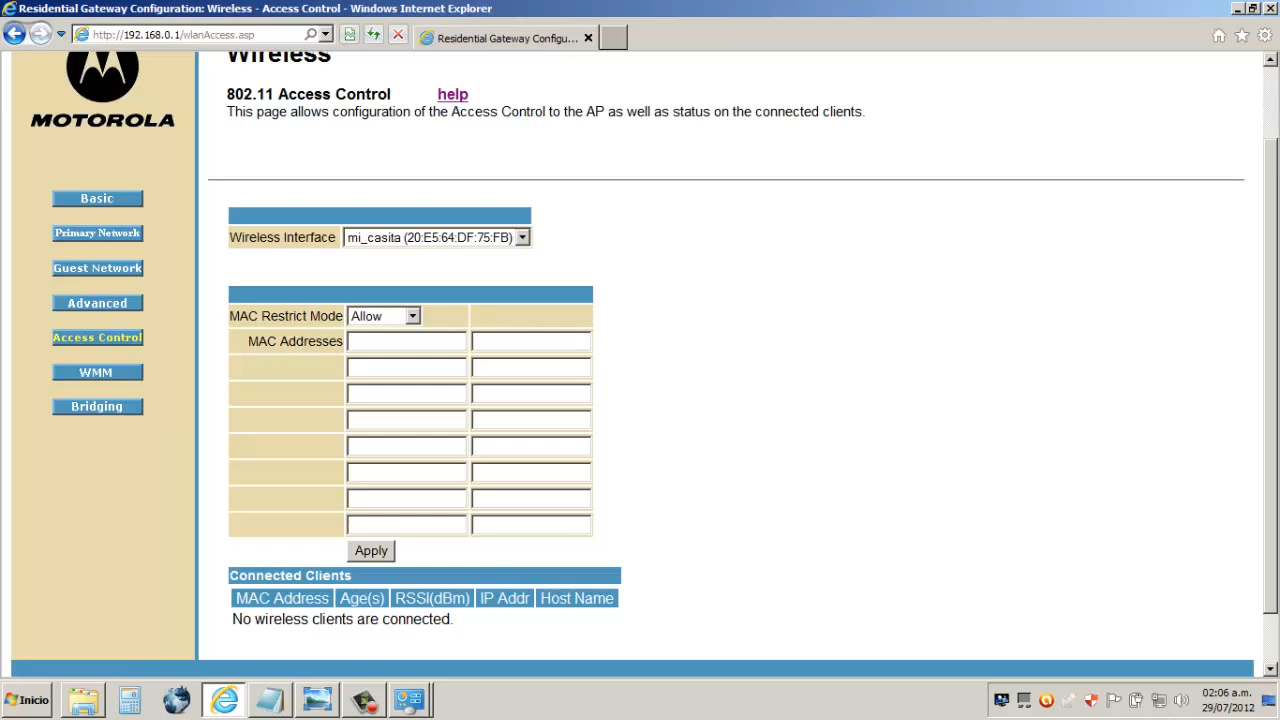 Residential Gateway Configuration: Wireless - Access Control - Windows Internet Explorer
http://192.168.0.1/wlanAccess.asp
Residential Gateway Configu...
Wireless
MOTOROLA
802.11 Access Control help
This page allows configuration of the Access Control to the AP as well as status on the connected clients.
Basic
Primary Network
Guest Network
Advanced
Access Control
WMM
Bridging
Wireless Interface mi_casita (20:E5:64:DF:75:FB)
MAC Restrict Mode Allow
MAC Addresses
Apply
Connected Clients
MAC Address Age(s) RSSI(dBm) IP Addr Host Name
No wireless clients are connected.
Inicio
02:06 a.m.
29/07/2012